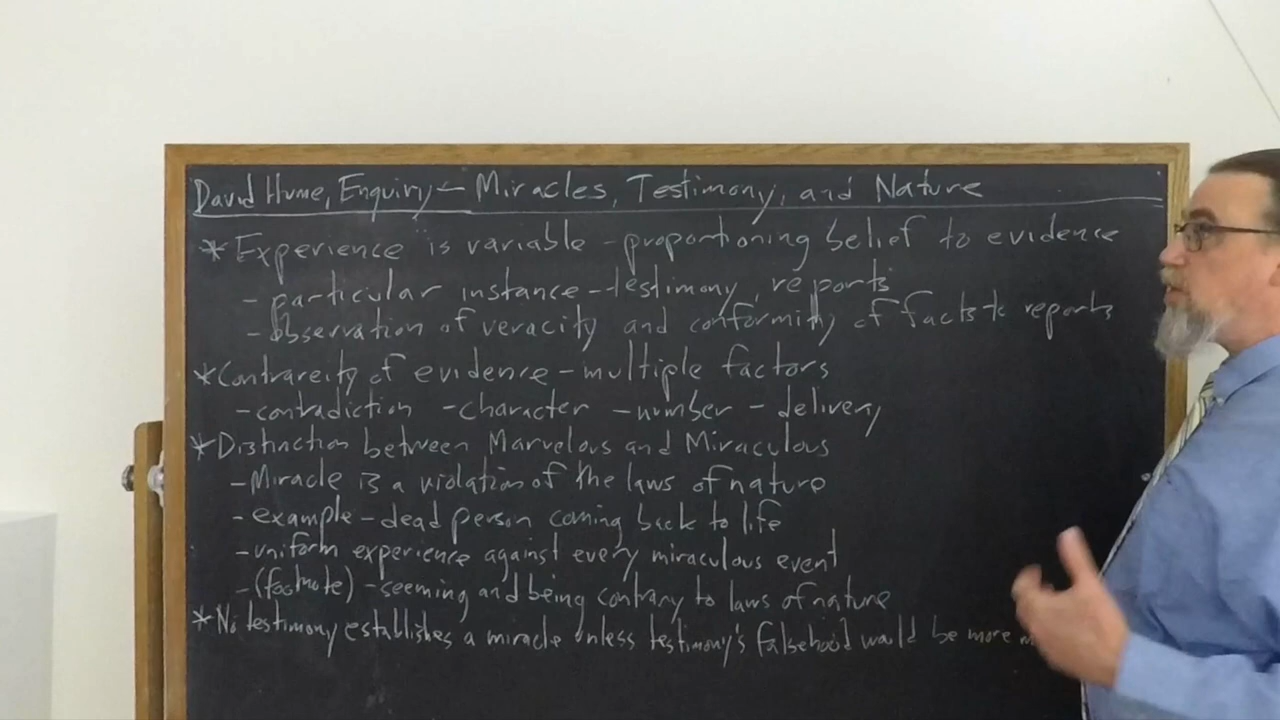 David Hume, Enquiry - Miracles, Testimony, and Nature
* Experience is variable - proportioning belief to evidence
- particular instance - testimony, reports
- observation of veracity and conformity of facts to reports
* Contrareity of evidence - multiple factors
- contradiction - character - number - delivery
* Distinction between Marvelous and Miraculous
- Miracle is a violation of the laws of nature
- example - dead person coming back to life
- uniform experience against every miraculous event
- (footnote) - seeming and being contrary to laws of nature
* No testimony establishes a miracle unless testimony's falsehood would be more